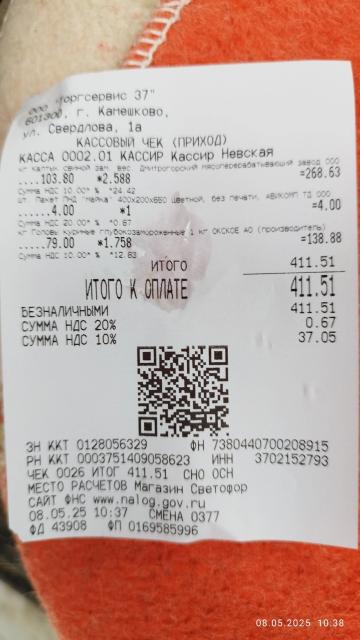 ООО "Торгсервис 37"
601300, г. Камешково,
ул. Свердлова, 1а
КАССОВЫЙ ЧЕК (ПРИХОД)
КАССА 0002.01 КАССИР Кассир Невская
кг Калтык свиной зам. вес. Дмитрогорский мясоперерабатывающий завод ООО
....103.80 *2.588 =268.63
Сумма НДС 10.00% *24.42
шт. Пакет ПНД "майка" 400х200х650 цветной, без печати, АВИКОМП ТД ООО
....4.00 *1 =4.00
Сумма НДС 20.00% *0.67
кг Головы куриные глубокозамороженные 1 кг ОКСКОЕ АО (производитель)
....79.00 *1.758 =138.88
Сумма НДС 10.00% *12.63
ИТОГО 411.51
ИТОГО К ОПЛАТЕ 411.51
БЕЗНАЛИЧНЫМИ 411.51
СУММА НДС 20% 0.67
СУММА НДС 10% 37.05
ЗН ККТ 0128056329 ФН 7380440700208915
РН ККТ 0003751409058623 ИНН 3702152793
ЧЕК 0026 ИТОГ 411.51 СНО ОСН
МЕСТО РАСЧЕТОВ Магазин Светофор
САЙТ ФНС www.nalog.gov.ru
08.05.25 10:37 СМЕНА 0377
ФД 43908 ФП 0169585996
08.05.2025 10:38